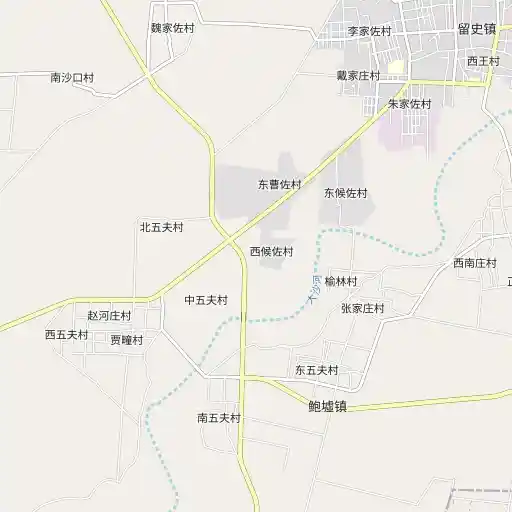 魏家佐村
李家佐村
留史镇
西王村
南沙口村
戴家庄村
朱家佐村
东曹佐村
东候佐村
北五夫村
西候佐村
西南庄村
大沙河
榆林村
中五夫村
张家庄村
赵河庄村
西五夫村
贾疃村
东五夫村
鲍墟镇
南五夫村